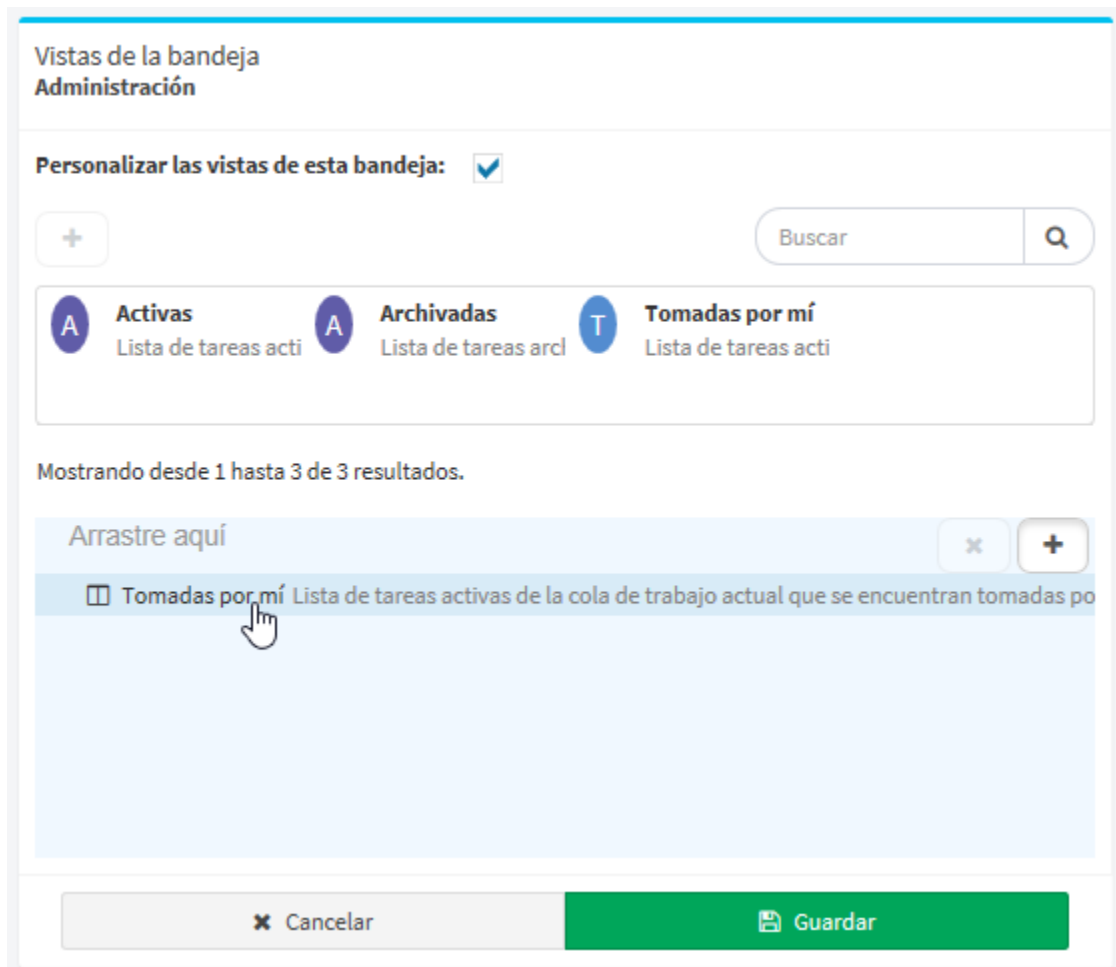 Vistas de la bandeja
Administración
Personalizar las vistas de esta bandeja:
Buscar
A Activas
Lista de tareas acti
A Archivadas
Lista de tareas arcl
T Tomadas por mí
Lista de tareas acti
Mostrando desde 1 hasta 3 de 3 resultados.
Arrastre aquí
Tomadas por mí Lista de tareas activas de la cola de trabajo actual que se encuentran tomadas po
Cancelar
Guardar